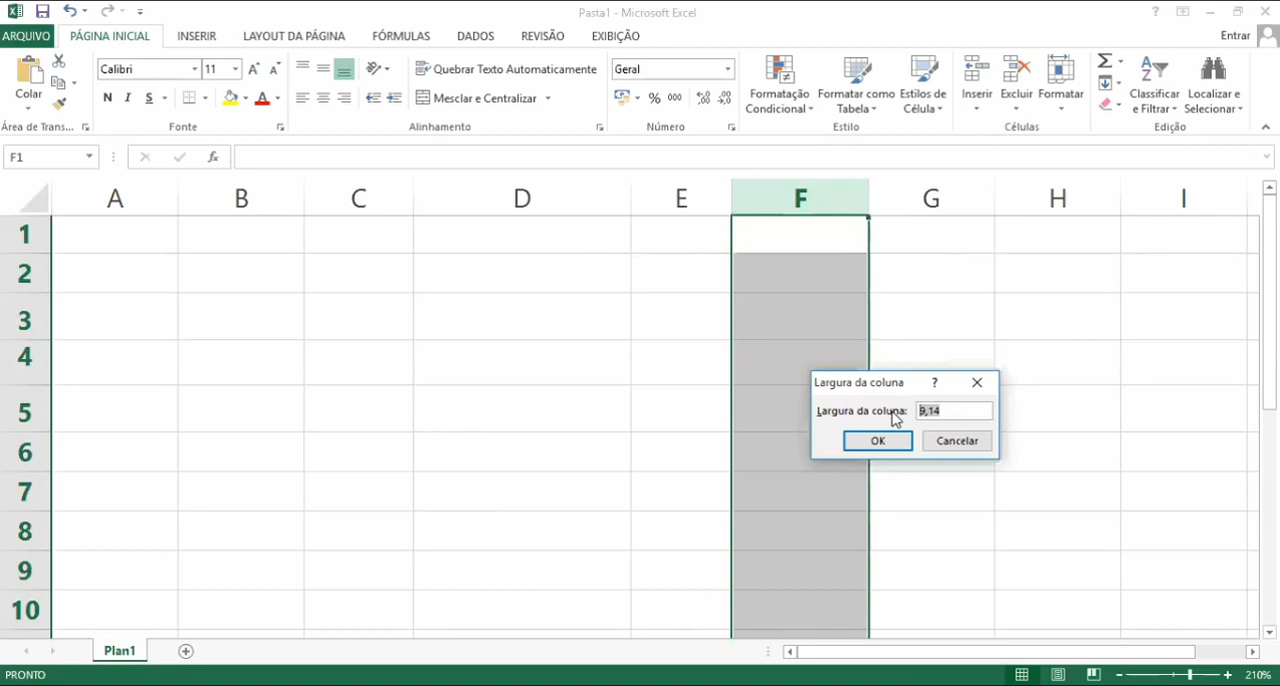 Pasta1 - Microsoft Excel
ARQUIVO PÁGINA INICIAL INSERIR LAYOUT DA PÁGINA FÓRMULAS DADOS REVISÃO EXIBIÇÃO Entrar
Colar
Calibri 11
N I S
Quebrar Texto Automaticamente
Mesclar e Centralizar
Geral
% 000
Formatação Condicional
Formatar como Tabela
Estilos de Célula
Inserir Excluir Formatar
Classificar e Filtrar
Localizar e Selecionar
Área de Trans... Fonte Alinhamento Número Estilo Células Edição
F1 fx
A B C D E F G H I
1
2
3
4
5
6
7
8
9
10
Largura da coluna ?
Largura da coluna: 9,14
OK Cancelar
Plan1
PRONTO 210%